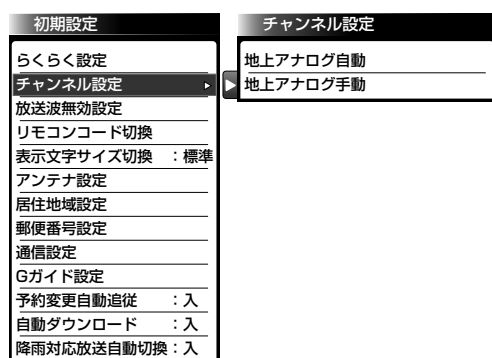 初期設定
らくらく設定
チャンネル設定
放送波無効設定
リモコンコード切換
表示文字サイズ切換 ：標準
アンテナ設定
居住地域設定
郵便番号設定
通信設定
Gガイド設定
予約変更自動追従 ：入
自動ダウンロード ：入
降雨対応放送自動切換：入
チャンネル設定
地上アナログ自動
地上アナログ手動